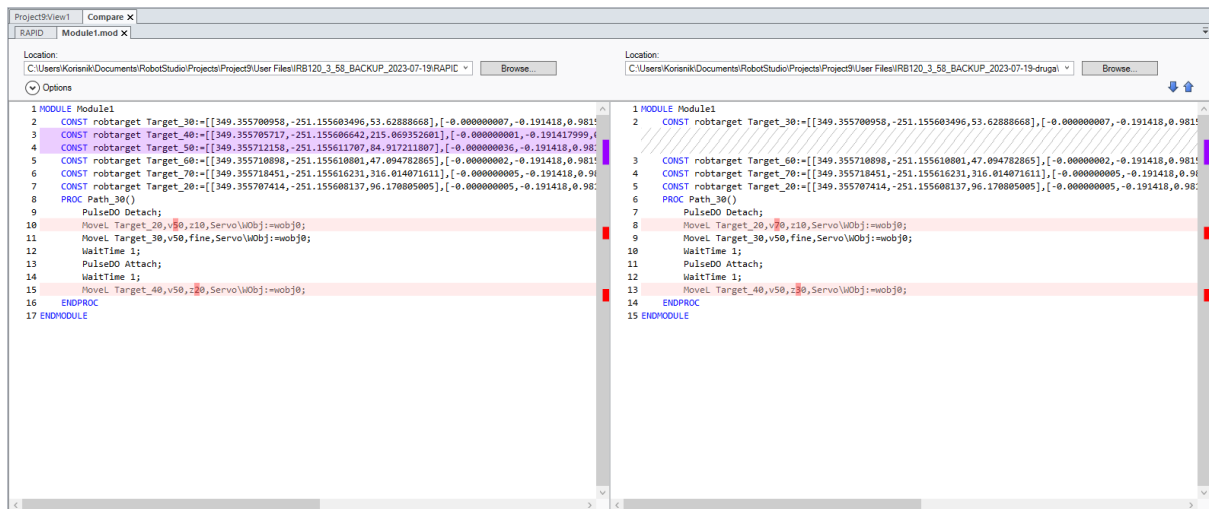 Project9:View1 Compare X
RAPID Module1.mod X
Location:
C:\Users\Korisnik\Documents\RobotStudio\Projects\Project9\User Files\IRB120_3_58_BACKUP_2023-07-19\RAPIC Browse...
Options
1 MODULE Module1
2 CONST robtarget Target_30:=[[349.355700958,-251.155603496,53.62888668],[-0.000000007,-0.191418,0.9815
3 CONST robtarget Target_40:=[[349.355705717,-251.155606642,215.069352601],[-0.000000001,-0.191417999,0
4 CONST robtarget Target_50:=[[349.355712158,-251.155611707,84.917211807],[-0.000000036,-0.191418,0.981
5 CONST robtarget Target_60:=[[349.355710898,-251.155610801,47.094782865],[-0.00000002,-0.191418,0.9815
6 CONST robtarget Target_70:=[[349.355718451,-251.155616231,316.014071611],[-0.000000005,-0.191418,0.98
7 CONST robtarget Target_20:=[[349.355707414,-251.155608137,96.170805005],[-0.000000005,-0.191418,0.981
8 PROC Path_30()
9 PulseDO Detach;
10 MoveL Target_20,v50,z10,Servo\WObj:=wobj0;
11 MoveL Target_30,v50,fine,Servo\WObj:=wobj0;
12 WaitTime 1;
13 PulseDO Attach;
14 WaitTime 1;
15 MoveL Target_40,v50,z20,Servo\WObj:=wobj0;
16 ENDPROC
17 ENDMODULE
Location:
C:\Users\Korisnik\Documents\RobotStudio\Projects\Project9\User Files\IRB120_3_58_BACKUP_2023-07-19-druga\ Browse...
1 MODULE Module1
2 CONST robtarget Target_30:=[[349.355700958,-251.155603496,53.62888668],[-0.000000007,-0.191418,0.9815
3 CONST robtarget Target_60:=[[349.355710898,-251.155610801,47.094782865],[-0.00000002,-0.191418,0.9815
4 CONST robtarget Target_70:=[[349.355718451,-251.155616231,316.014071611],[-0.000000005,-0.191418,0.98
5 CONST robtarget Target_20:=[[349.355707414,-251.155608137,96.170805005],[-0.000000005,-0.191418,0.981
6 PROC Path_30()
7 PulseDO Detach;
8 MoveL Target_20,v70,z10,Servo\WObj:=wobj0;
9 MoveL Target_30,v50,fine,Servo\WObj:=wobj0;
10 WaitTime 1;
11 PulseDO Attach;
12 WaitTime 1;
13 MoveL Target_40,v50,z30,Servo\WObj:=wobj0;
14 ENDPROC
15 ENDMODULE